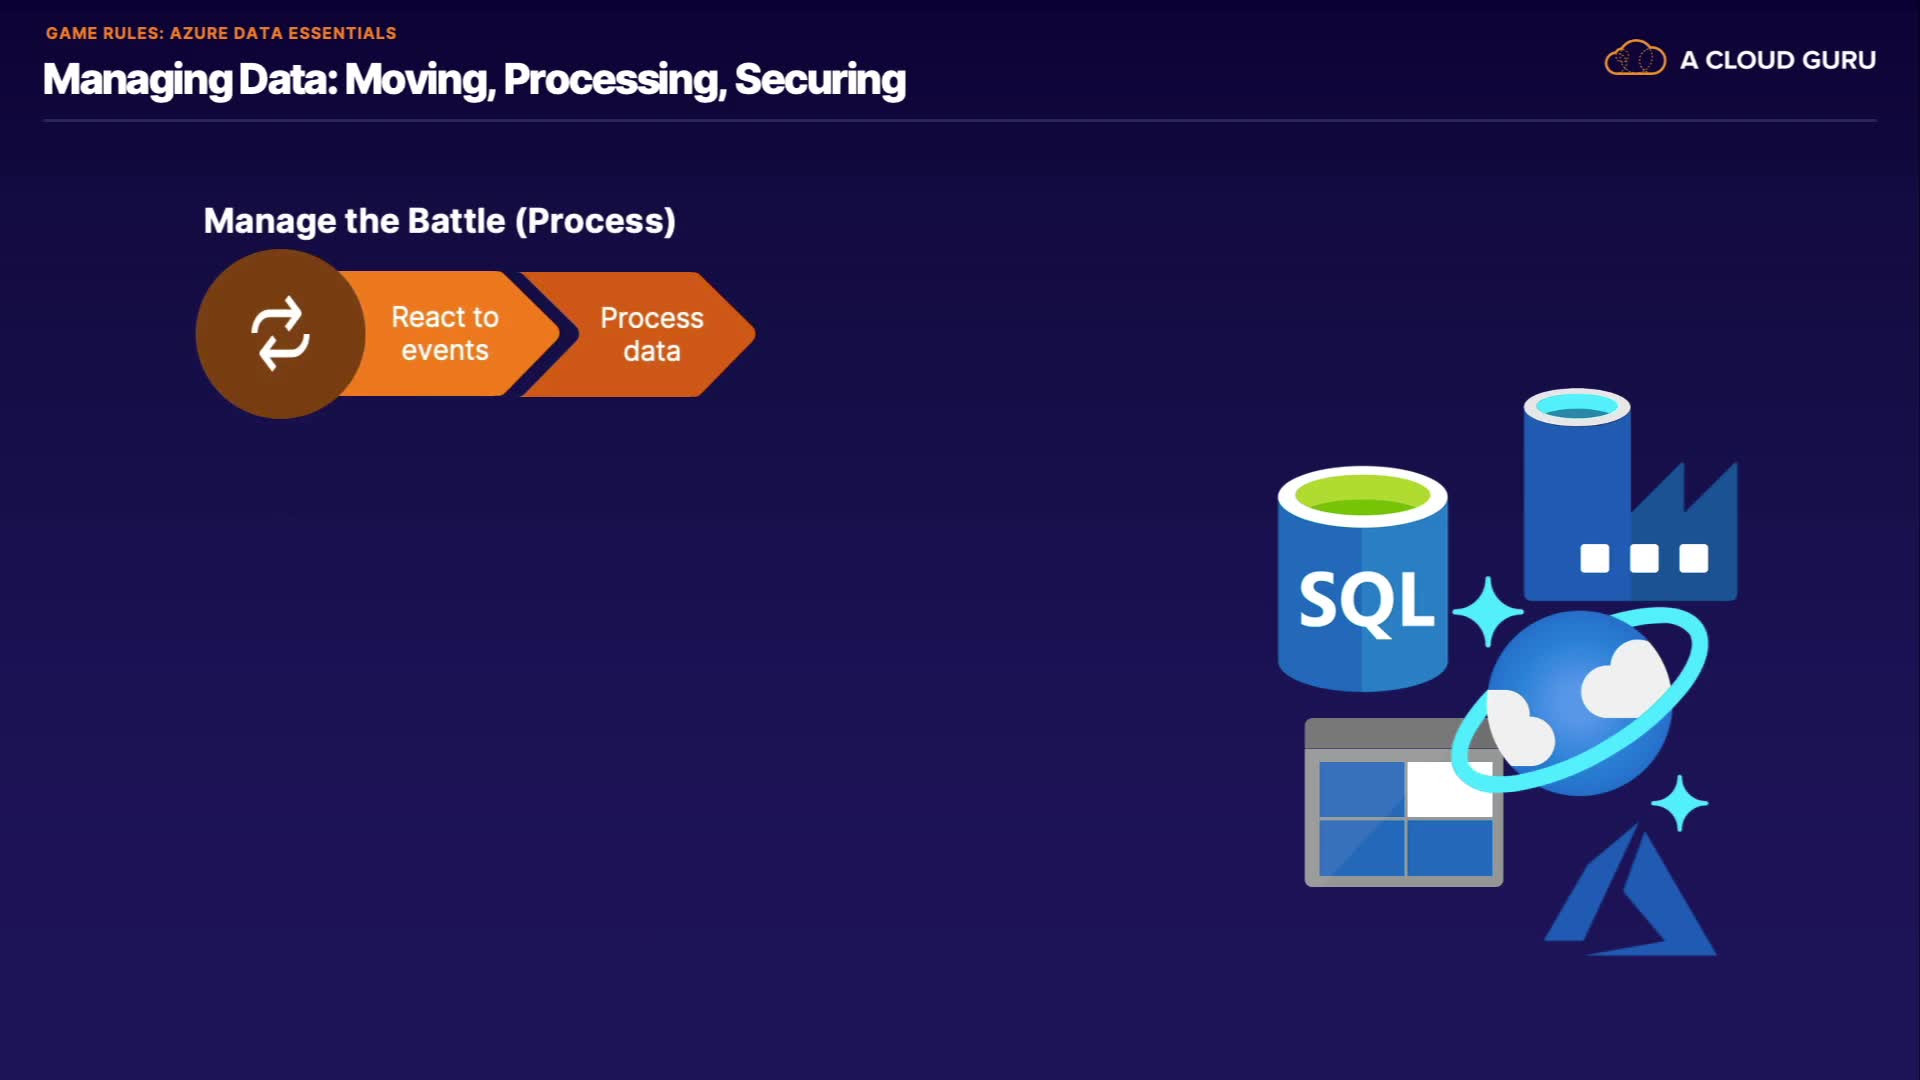 GAME RULES: AZURE DATA ESSENTIALS
Managing Data: Moving, Processing, Securing
A CLOUD GURU
Manage the Battle (Process)
React to
events
Process
data
SQL